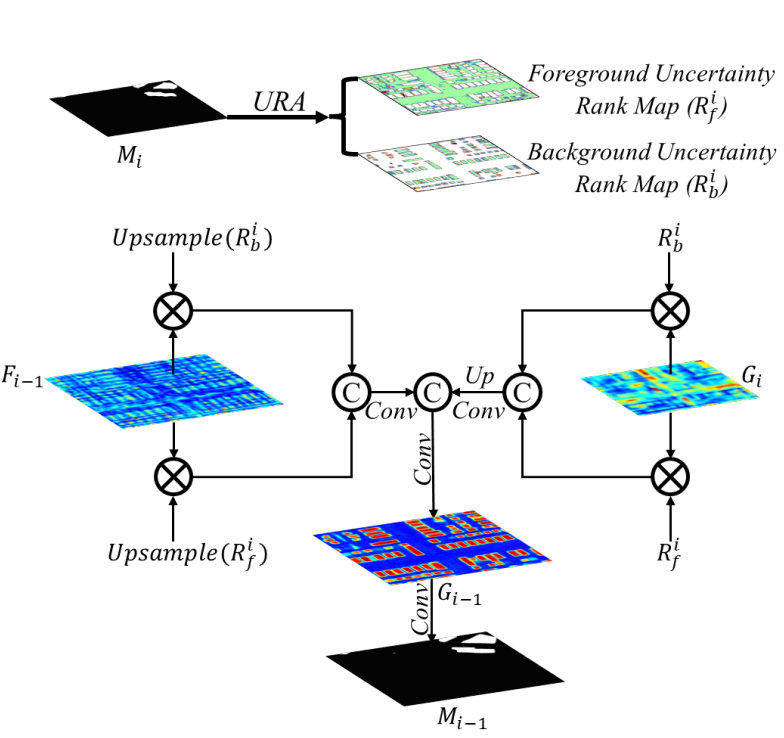 URA
M_i
Foreground Uncertainty
Rank Map (R_f^i)
Background Uncertainty
Rank Map (R_b^i)
Upsample(R_b^i)
R_b^i
F_{i−1}
C
Conv
C
Up
Conv
C
G_i
Conv
Upsample(R_f^i)
R_f^i
G_{i−1}
Conv
M_{i−1}